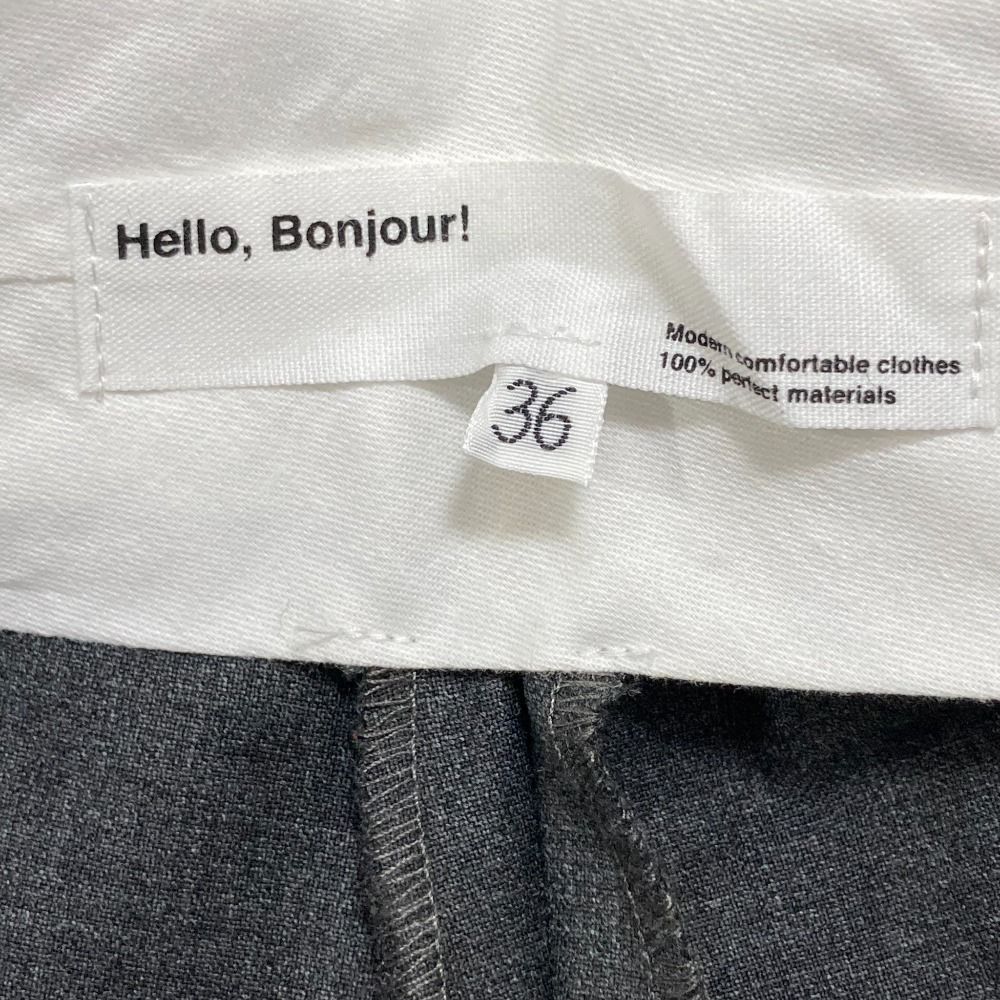 Hello, Bonjour!
Modern comfortable clothes
100% perfect materials
36